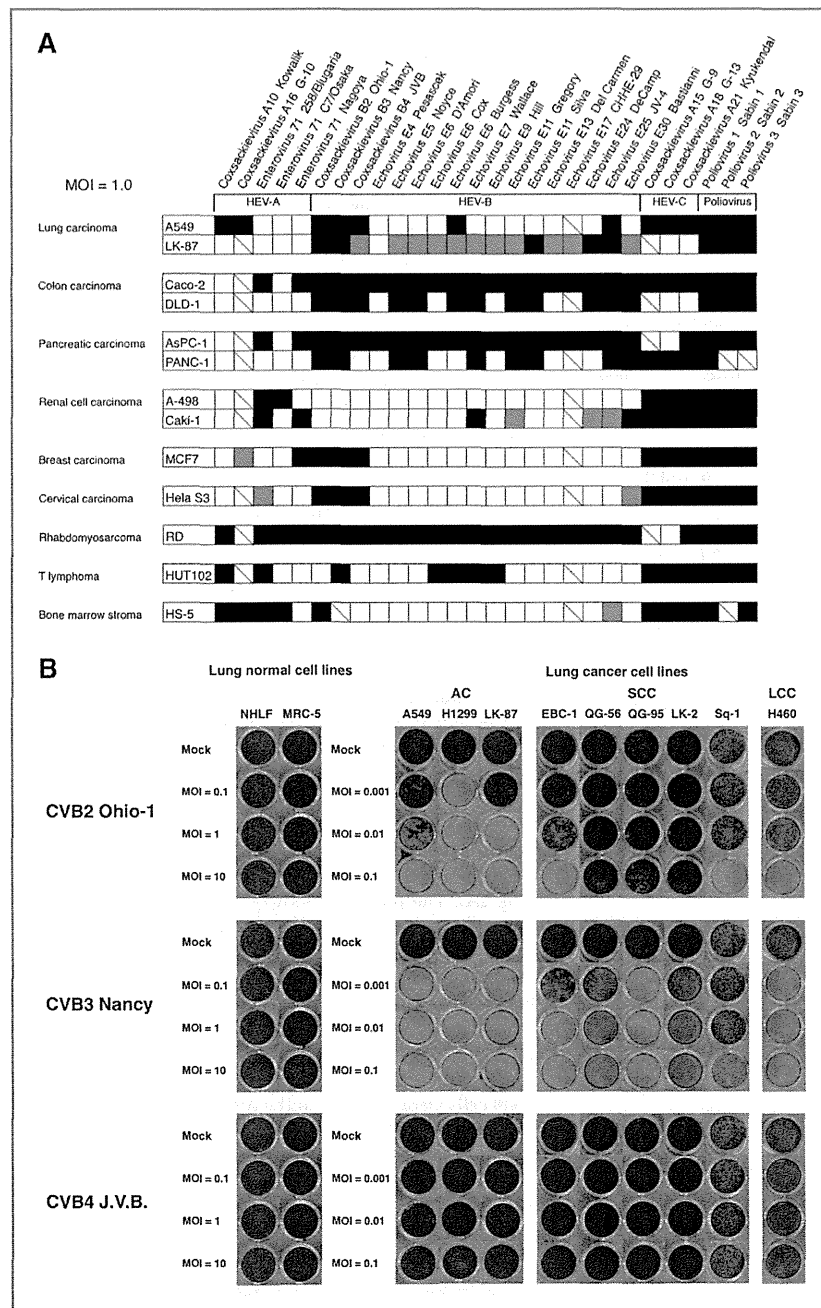 A
Coxsackievirus A10 Kowalik
Coxsackievirus A16 G-10
Enterovirus 71 258/Blugaria
Enterovirus 71 C7/Osaka
Enterovirus 71 Nagoya
Coxsackievirus B2 Ohio-1
Coxsackievirus B3 Nancy
Coxsackievirus B4 JVB
Echovirus E4 Pesascek
Echovirus E5 Noyce
Echovirus E6 D'Amori
Echovirus E6 Cox
Echovirus E6 Burgess
Echovirus E7 Wallace
Echovirus E9 Hill
Echovirus E11 Gregory
Echovirus E11 Silva
Echovirus E13 Del Carmen
Echovirus E17 CHHE-29
Echovirus E24 DeCamp
Echovirus E25 JV-4
Echovirus E30 Bastianni
Coxsackievirus A15 G-9
Coxsackievirus A18 G-13
Coxsackievirus A21 Kyukendal
Poliovirus 1 Sabin 1
Poliovirus 2 Sabin 2
Poliovirus 3 Sabin 3
MOI = 1.0
HEV-A HEV-B HEV-C Poliovirus
Lung carcinoma A549
LK-87
Colon carcinoma Caco-2
DLD-1
Pancreatic carcinoma AsPC-1
PANC-1
Renal cell carcinoma A-498
Caki-1
Breast carcinoma MCF7
Cervical carcinoma Hela S3
Rhabdomyosarcoma RD
T lymphoma HUT102
Bone marrow stroma HS-5
B
Lung normal cell lines Lung cancer cell lines
AC SCC LCC
NHLF MRC-5 A549 H1299 LK-87 EBC-1 QG-56 QG-95 LK-2 Sq-1 H460
Mock Mock
MOI = 0.1 MOI = 0.001
CVB2 Ohio-1
MOI = 1 MOI = 0.01
MOI = 10 MOI = 0.1
Mock Mock
MOI = 0.1 MOI = 0.001
CVB3 Nancy
MOI = 1 MOI = 0.01
MOI = 10 MOI = 0.1
Mock Mock
MOI = 0.1 MOI = 0.001
CVB4 J.V.B.
MOI = 1 MOI = 0.01
MOI = 10 MOI = 0.1